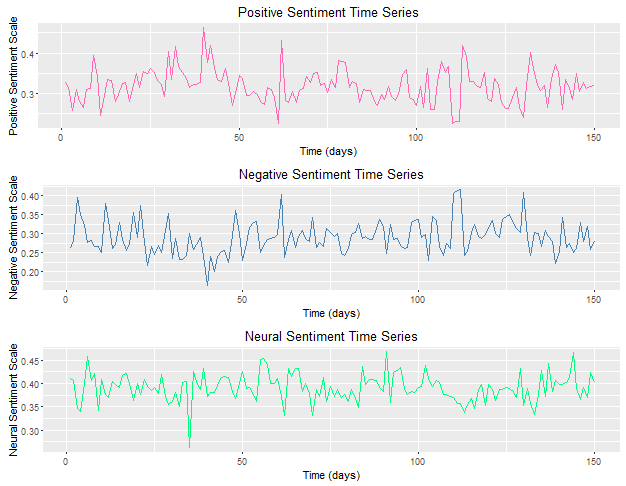 Positive Sentiment Time Series
Positive Sentiment Scale
0.4
0.3
0
50
100
150
Time (days)
Negative Sentiment Time Series
Negative Sentiment Scale
0.40
0.35
0.30
0.25
0.20
0
50
100
150
Time (days)
Neural Sentiment Time Series
Neural Sentiment Scale
0.45
0.40
0.35
0.30
0
50
100
150
Time (days)